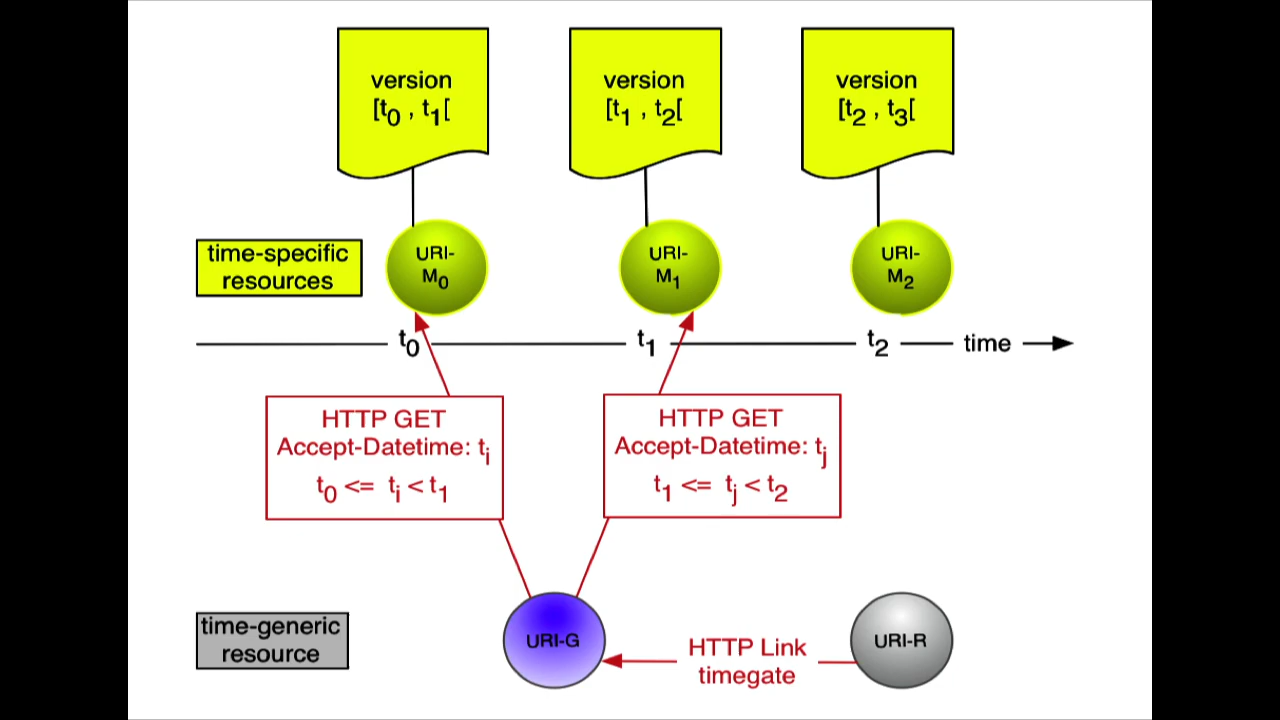 version
[t0 , t1[
version
[t1 , t2[
version
[t2 , t3[
time-specific
resources
URI-
M0
URI-
M1
URI-
M2
t0
t1
t2
time
HTTP GET
Accept-Datetime: ti
t0 <= ti < t1
HTTP GET
Accept-Datetime: tj
t1 <= tj < t2
time-generic
resource
URI-G
HTTP Link
timegate
URI-R